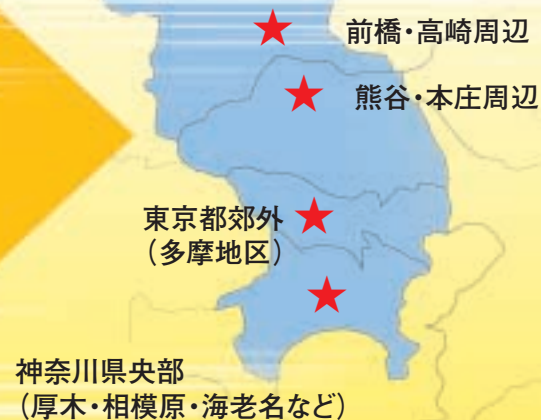 前橋・高崎周辺
熊谷・本庄周辺
東京都郊外
（多摩地区）
神奈川県央部
（厚木・相模原・海老名など）